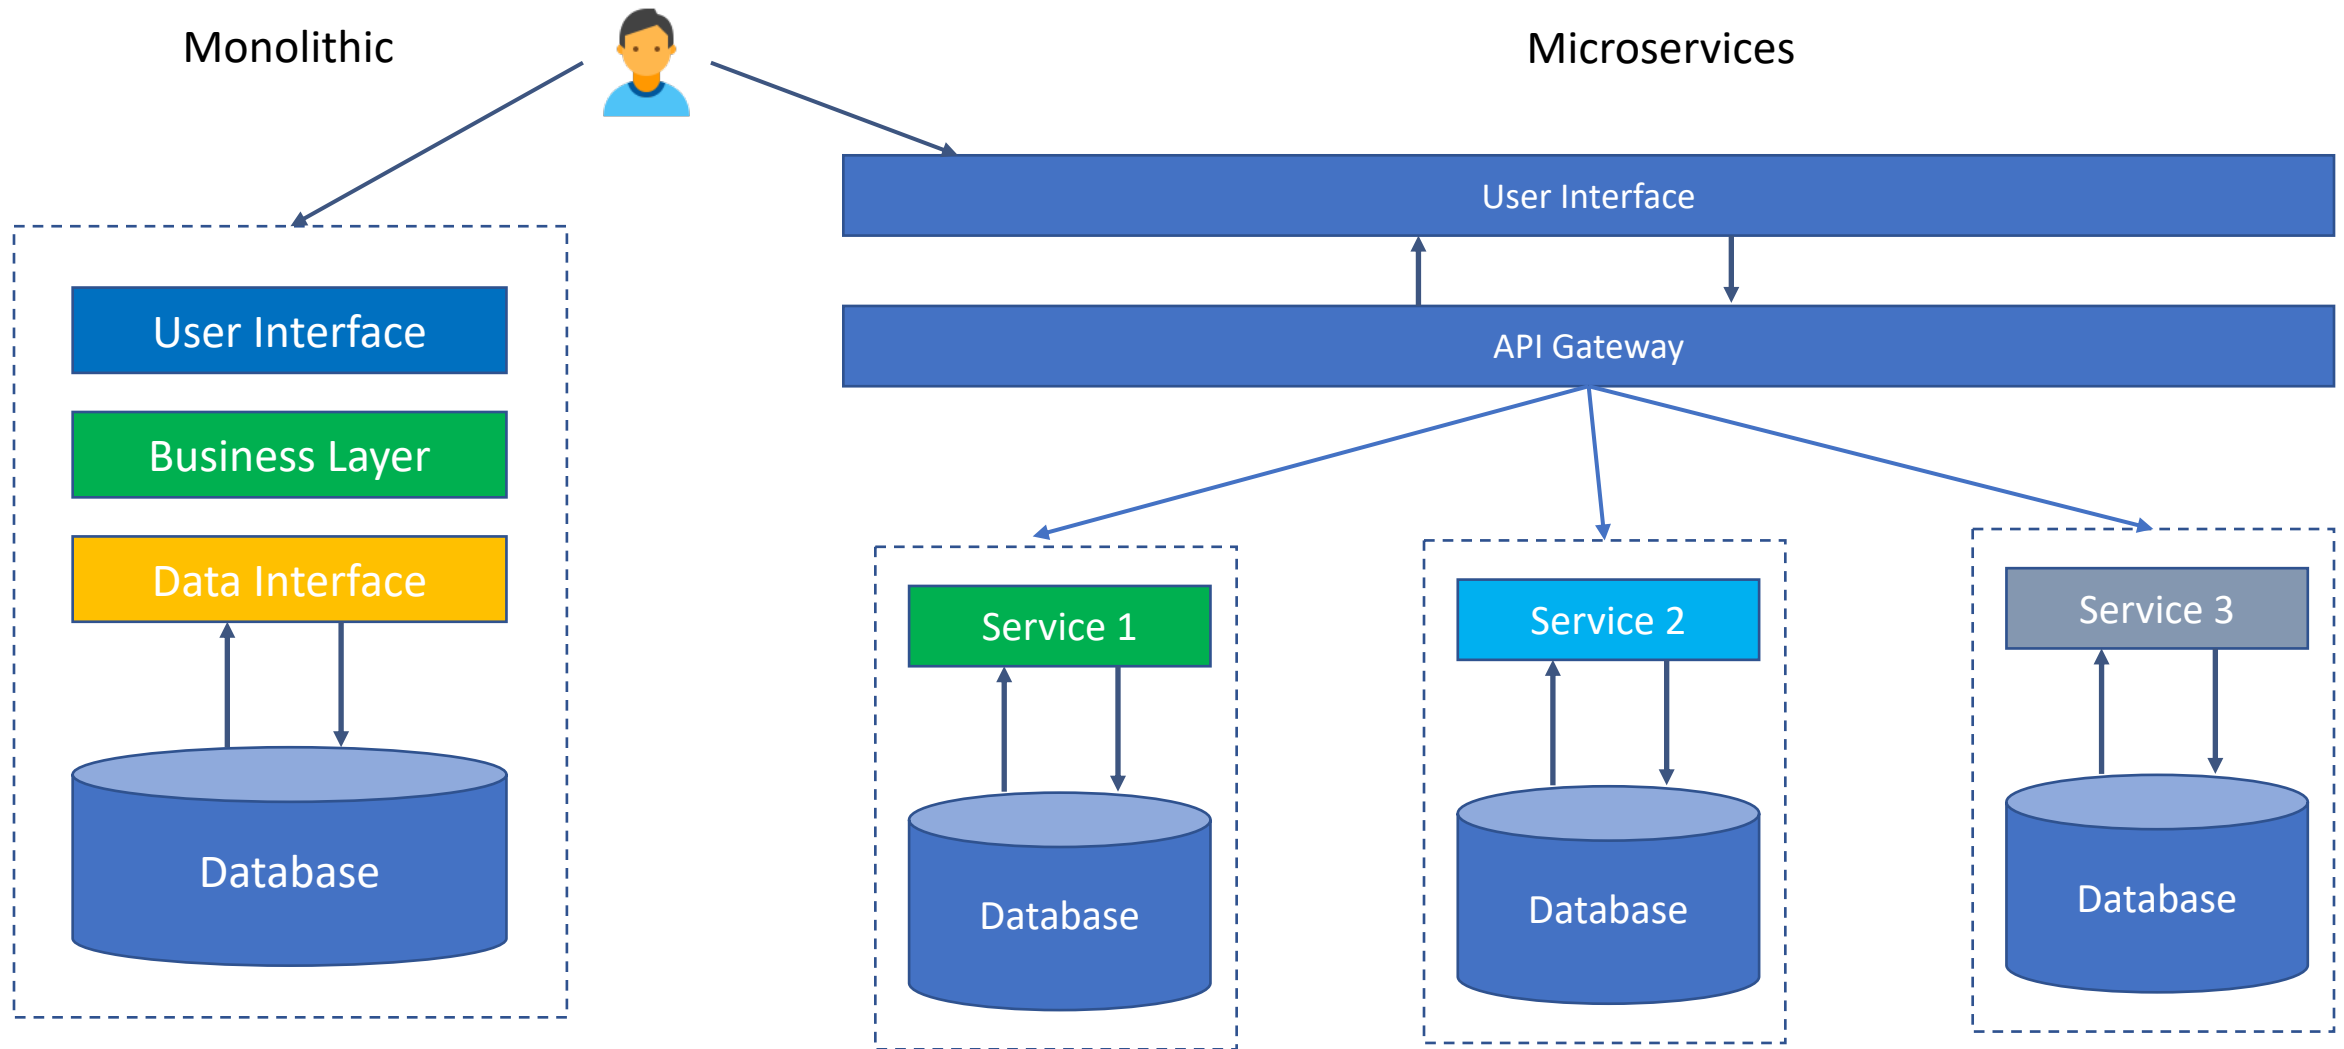 Monolithic
Microservices
User Interface
Business Layer
Data Interface
Database
User Interface
API Gateway
Service 1
Service 2
Service 3
Database
Database
Database